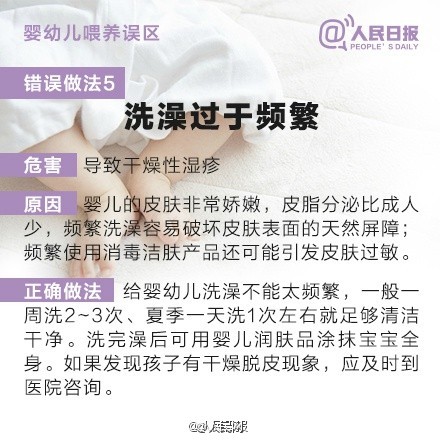 婴幼儿喂养误区
@人民日报
PEOPLE'S DAILY
错误做法5
洗澡过于频繁
危害 导致干燥性湿疹
原因 婴儿的皮肤非常娇嫩，皮脂分泌比成人
少，频繁洗澡容易破坏皮肤表面的天然屏障；
频繁使用消毒洁肤产品还可能引发皮肤过敏。
正确做法 给婴幼儿洗澡不能太频繁，一般一
周洗2~3次、夏季一天洗1次左右就足够清洁
干净。洗完澡后可用婴儿润肤品涂抹宝宝全
身。如果发现孩子有干燥脱皮现象，应及时到
医院咨询。